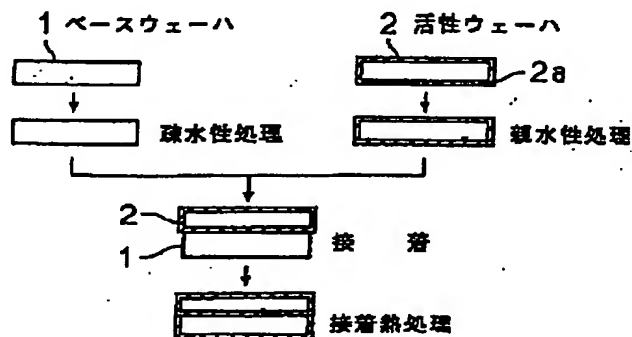 1 ベースウェーハ
2 活性ウェーハ
2a
疎水性処理
親水性処理
2
1
接 着
接着熱処理